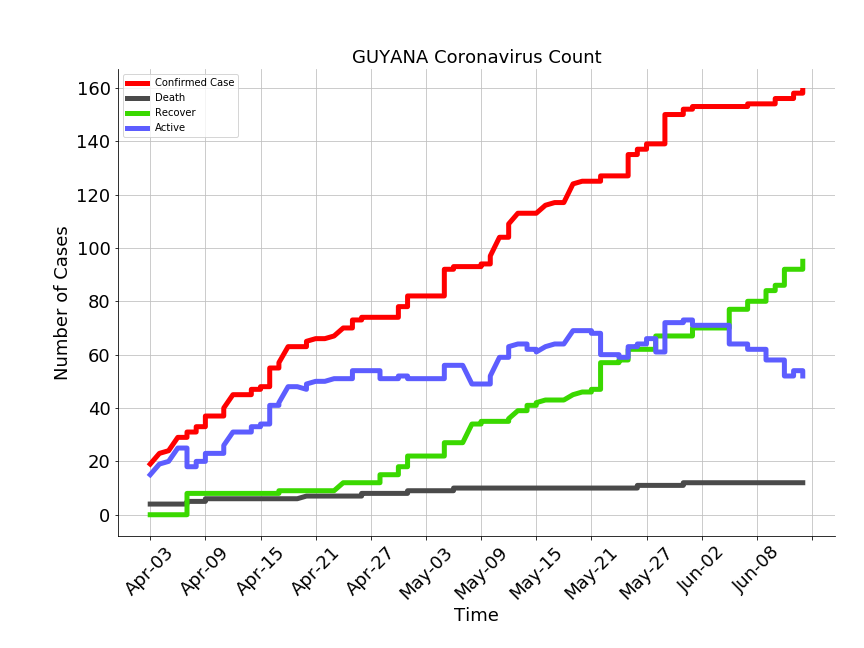 GUYANA Coronavirus Count
Confirmed Case
Death
Recover
Active
Number of Cases
160
140
120
100
80
60
40
20
0
Apr-03
Apr-09
Apr-15
Apr-21
Apr-27
May-03
May-09
May-15
May-21
May-27
Jun-02
Jun-08
Time